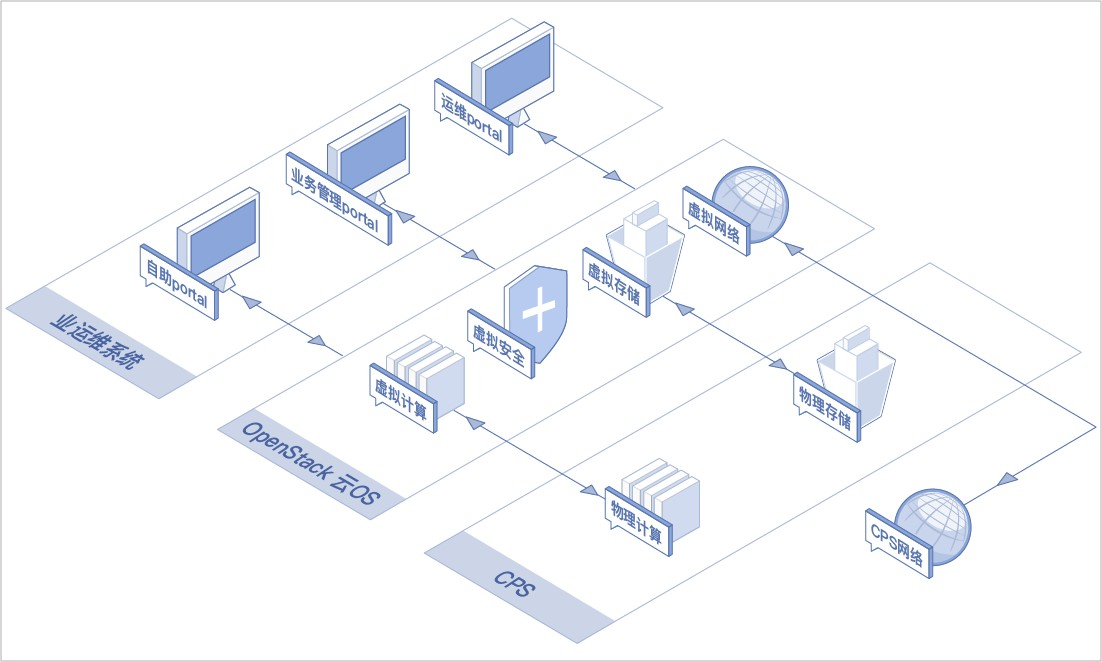 运维portal
业务管理portal
自助portal
业运维系统
虚拟网络
虚拟存储
虚拟安全
虚拟计算
OpenStack 云OS
物理存储
物理计算
CPS网络
CPS